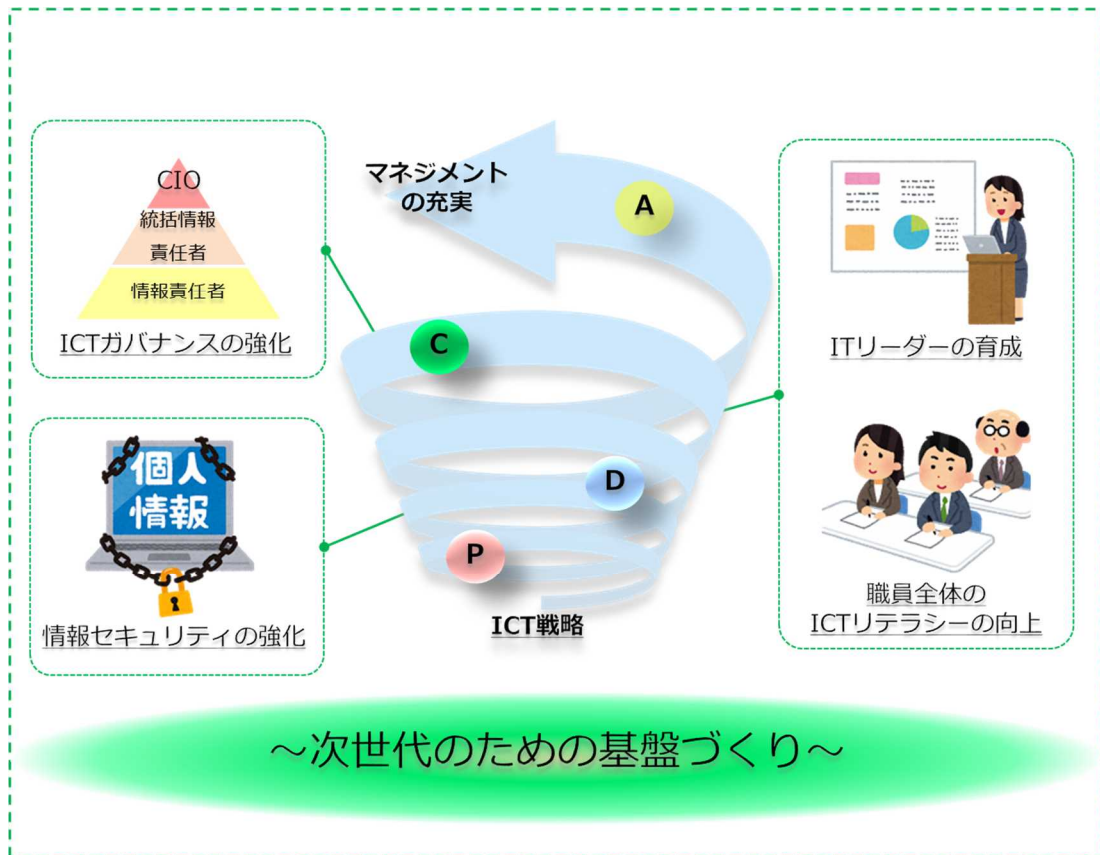 CIO
統括情報
責任者
情報責任者
ICTガバナンスの強化
個人
情報
情報セキュリティの強化
マネジメント
の充実
A
C
D
P
ICT戦略
ITリーダーの育成
職員全体の
ICTリテラシーの向上
～次世代のための基盤づくり～